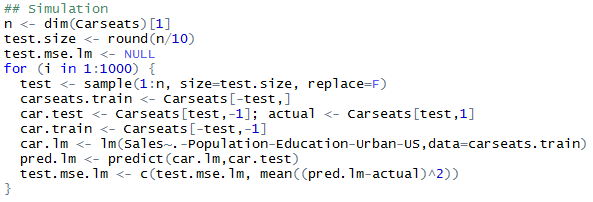 ## Simulation
n <- dim(Carseats)[1]
test.size <- round(n/10)
test.mse.lm <- NULL
for (i in 1:1000) {
  test <- sample(1:n, size=test.size, replace=F)
  carseats.train <- Carseats[-test,]
  car.test <- Carseats[test,-1]; actual <- Carseats[test,1]
  car.train <- Carseats[-test,-1]
  car.lm <- lm(Sales~.-Population-Education-Urban-US,data=carseats.train)
  pred.lm <- predict(car.lm,car.test)
  test.mse.lm <- c(test.mse.lm, mean((pred.lm-actual)^2))
}